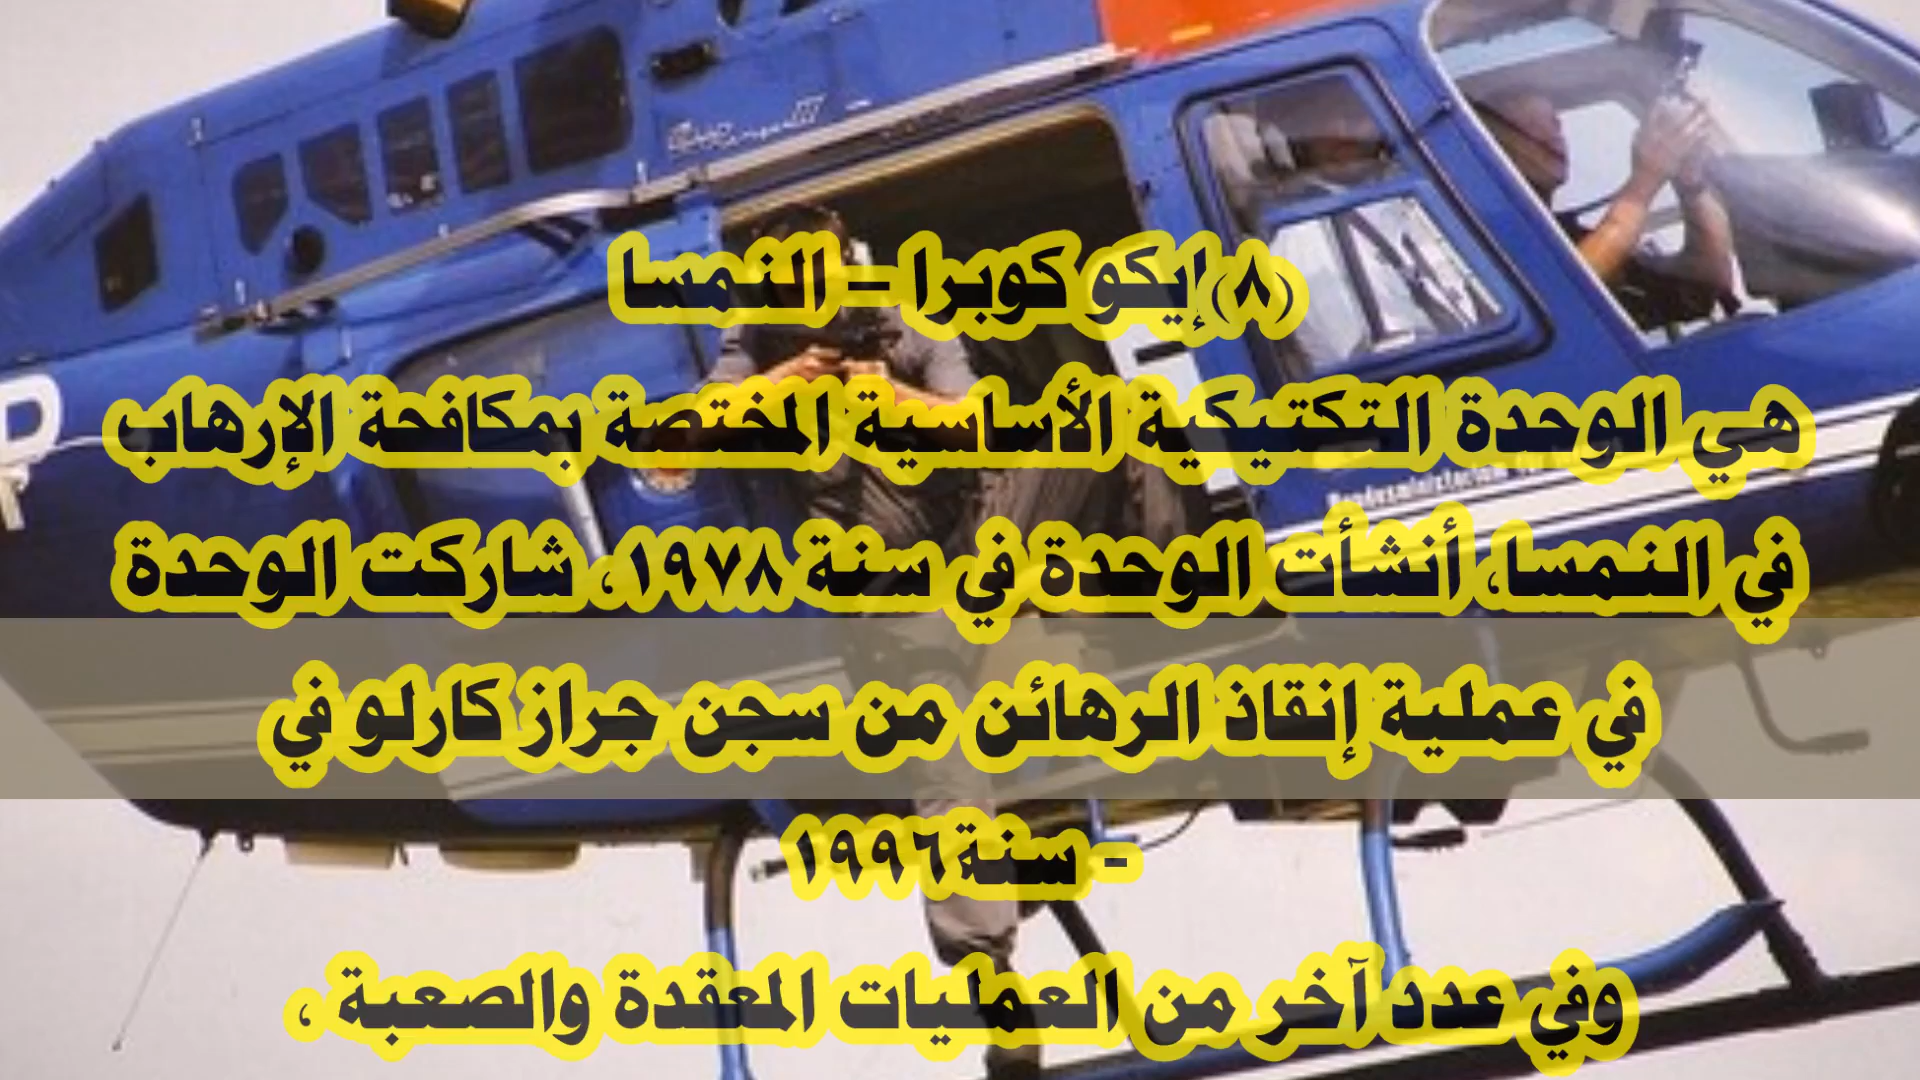 (٨)إيكو كوبرا – النمسا
هي الوحدة التكتيكية الأساسية المختصة بمكافحة الإرهاب
في النمسا، أنشأت الوحدة في سنة ١٩٧٨، شاركت الوحدة
في عملية إنقاذ الرهائن من سجن جراز كارلو في
- سنة١٩٩٦
وفي عدد آخر من العمليات المعقدة والصعبة ،